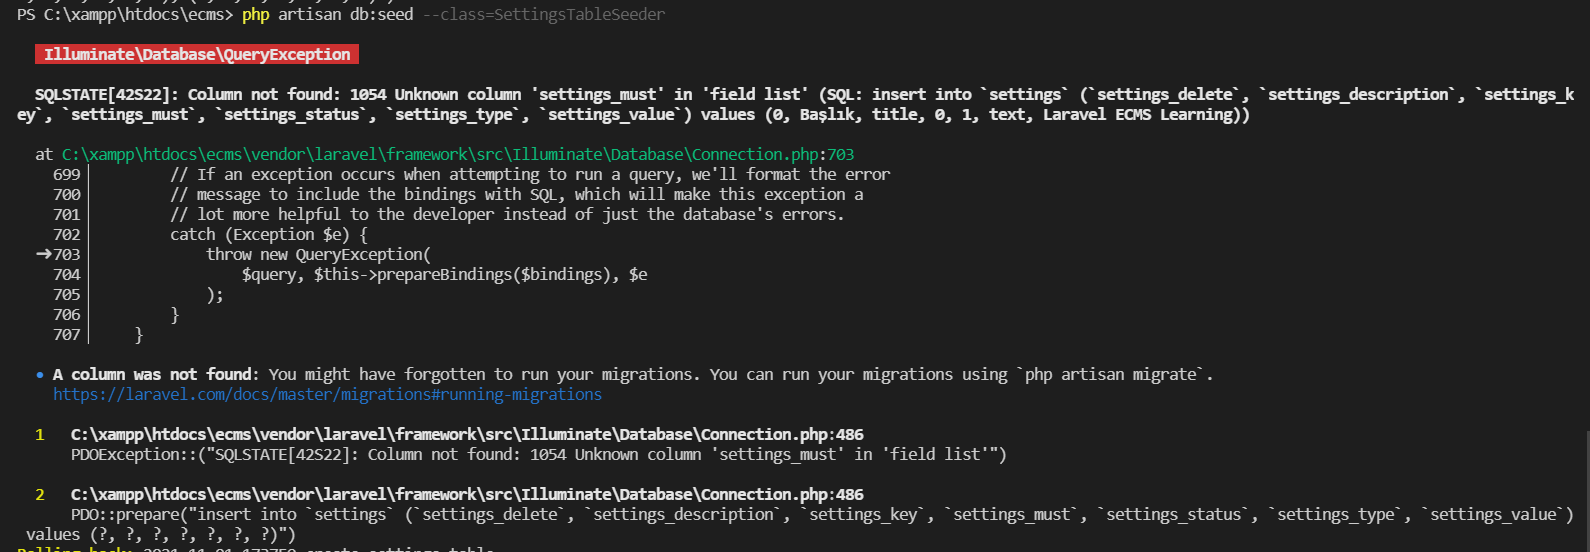 PS C:\xampp\htdocs\ecms> php artisan db:seed --class=SettingsTableSeeder
Illuminate\Database\QueryException
SQLSTATE[42S22]: Column not found: 1054 Unknown column 'settings_must' in 'field list' (SQL: insert into `settings` (`settings_delete`, `settings_description`, `settings_k
ey`, `settings_must`, `settings_status`, `settings_type`, `settings_value`) values (0, Başlık, title, 0, 1, text, Laravel ECMS Learning))
at C:\xampp\htdocs\ecms\vendor\laravel\framework\src\Illuminate\Database\Connection.php:703
699 // If an exception occurs when attempting to run a query, we'll format the error
700 // message to include the bindings with SQL, which will make this exception a
701 // lot more helpful to the developer instead of just the database's errors.
702 catch (Exception $e) {
➜703 throw new QueryException(
704 $query, $this->prepareBindings($bindings), $e
705 );
706 }
707 }
• A column was not found: You might have forgotten to run your migrations. You can run your migrations using `php artisan migrate`.
https://laravel.com/docs/master/migrations#running-migrations
1 C:\xampp\htdocs\ecms\vendor\laravel\framework\src\Illuminate\Database\Connection.php:486
PDOException::("SQLSTATE[42S22]: Column not found: 1054 Unknown column 'settings_must' in 'field list'")
2 C:\xampp\htdocs\ecms\vendor\laravel\framework\src\Illuminate\Database\Connection.php:486
PDO::prepare("insert into `settings` (`settings_delete`, `settings_description`, `settings_key`, `settings_must`, `settings_status`, `settings_type`, `settings_value`)
values (?, ?, ?, ?, ?, ?, ?)")
Rolling back: 2021_11_01_173750_create_settings_table